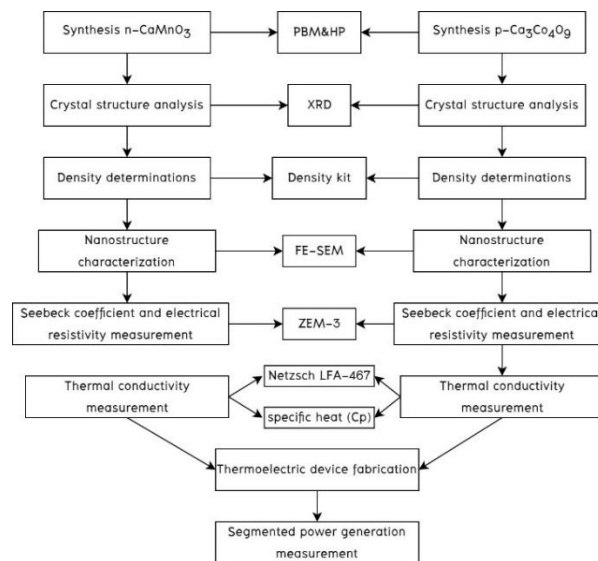 Synthesis n-CaMnO3
PBM&HP
Synthesis p-Ca3Co4O9
Crystal structure analysis
XRD
Crystal structure analysis
Density determinations
Density kit
Density determinations
Nanostructure
characterization
FE-SEM
Nanostructure
characterization
Seebeck coefficient and electrical
resistivity measurement
ZEM-3
Seebeck coefficient and electrical
resistivity measurement
Thermal conductivity
measurement
Netzsch LFA-467
specific heat (Cp)
Thermal conductivity
measurement
Thermoelectric device fabrication
Segmented power generation
measurement